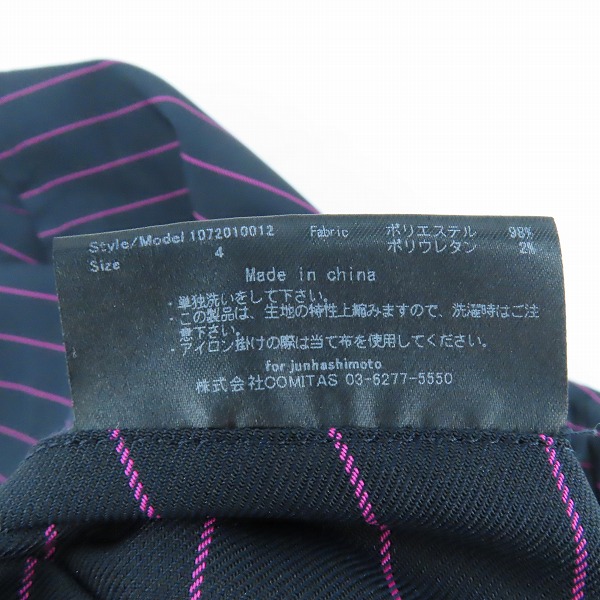 Style/Model 1072010012 Fabric ポリエステル 98%
Size 4 ポリウレタン 2%
Made in china
・単独洗いをして下さい。
・この製品は、生地の特性上縮みますので、洗濯時はご注
意下さい。
・アイロン掛けの際は当て布を使用してください。
for junhashimoto
株式会社COMITAS 03-6277-5550